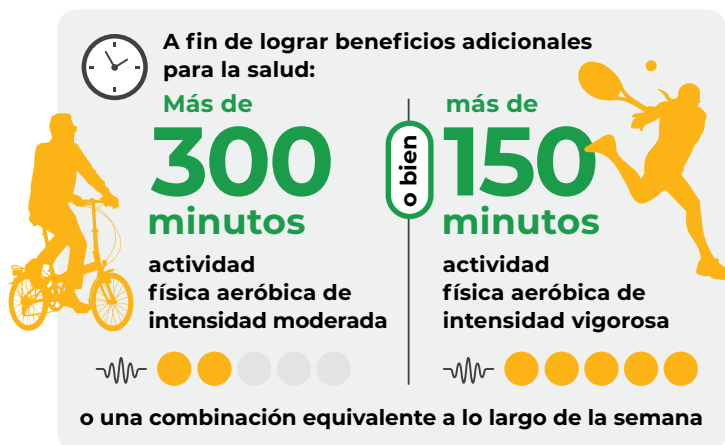 A fin de lograr beneficios adicionales
para la salud:
Más de
300
minutos
actividad
física aeróbica de
intensidad moderada
o bien
más de
150
minutos
actividad
física aeróbica de
intensidad vigorosa
o una combinación equivalente a lo largo de la semana